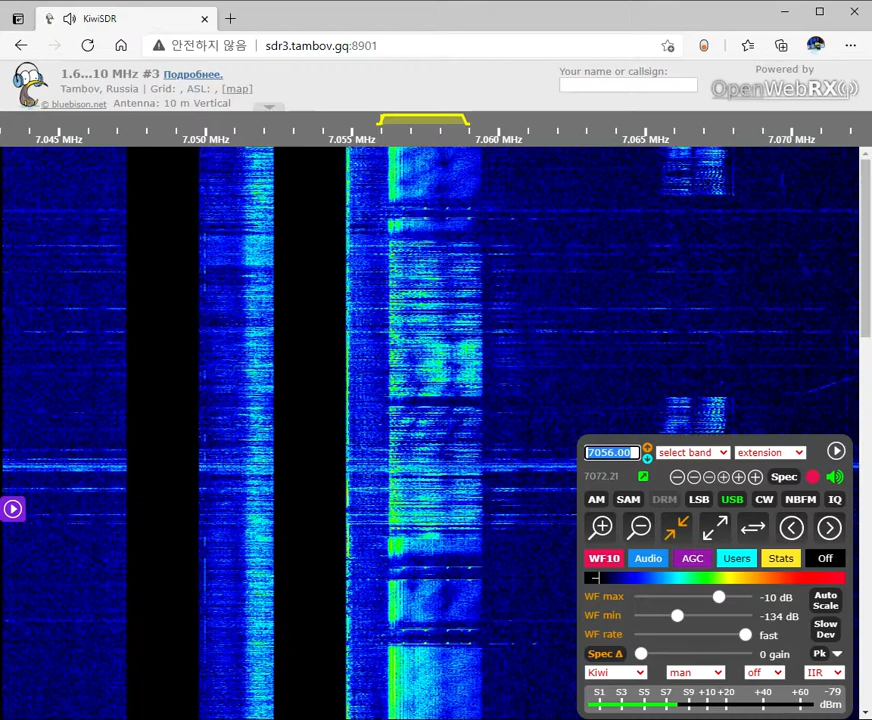 KiwiSDR
안전하지 않음
sdr3.tambov.gq:8901
1.6...10 MHz #3 Подробнее.
Tambov, Russia | Grid: , ASL: , [map]
© bluebison.net Antenna: 10 m Vertical
Your name or callsign:
Powered by
OpenWebRX
7.045 MHz 7.050 MHz 7.055 MHz 7.060 MHz 7.065 MHz 7.070 MHz
7056.00 select band extension
7072.21 Spec
AM SAM DRM LSB USB CW NBFM IQ
WF10 Audio AGC Users Stats Off
WF max -10 dB Auto Scale
WF min -134 dB
WF rate fast Slow Dev
Spec Δ 0 gain Pk
Kiwi man off IIR
S1 S3 S5 S7 S9 +10 +20 +40 +60 -79 dBm